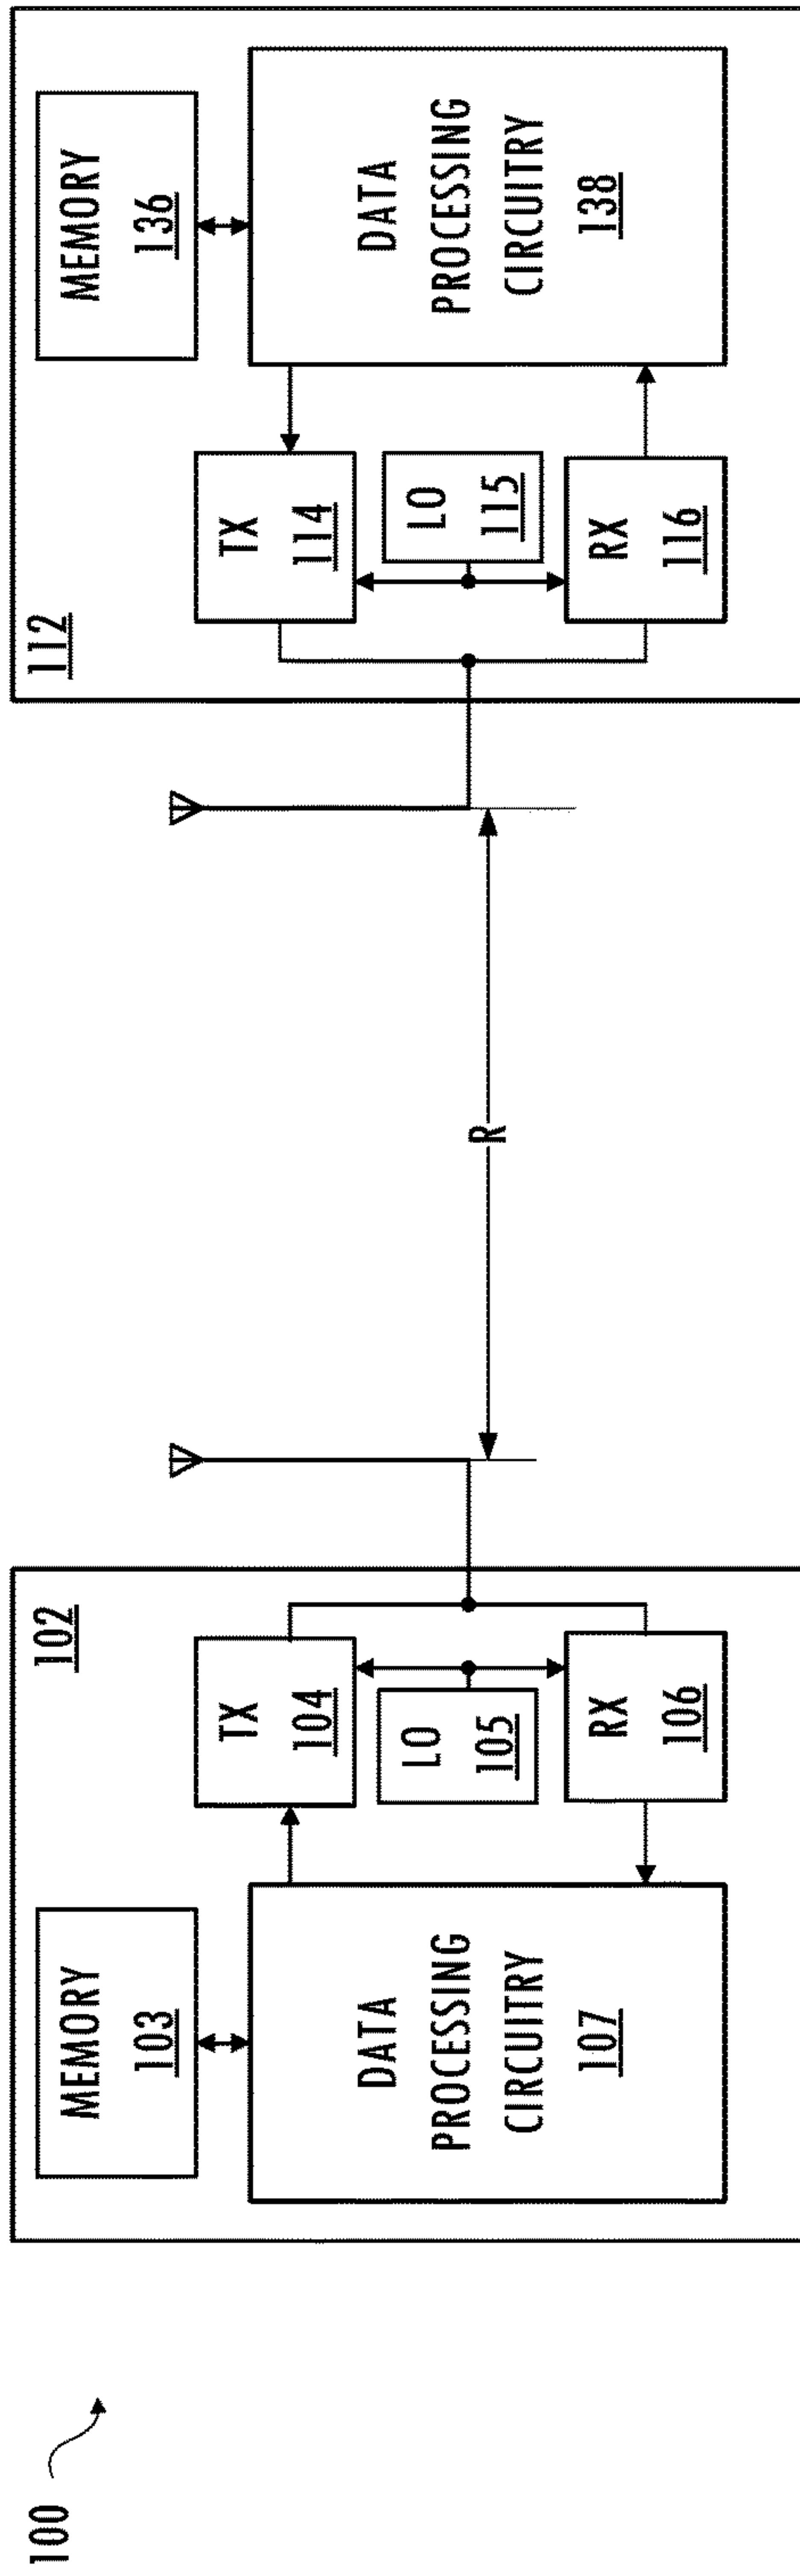 100
102
MEMORY
103
DATA
PROCESSING
CIRCUITRY
107
TX
104
LO
105
RX
106
R
112
TX
114
LO
115
RX
116
MEMORY
136
DATA
PROCESSING
CIRCUITRY
138